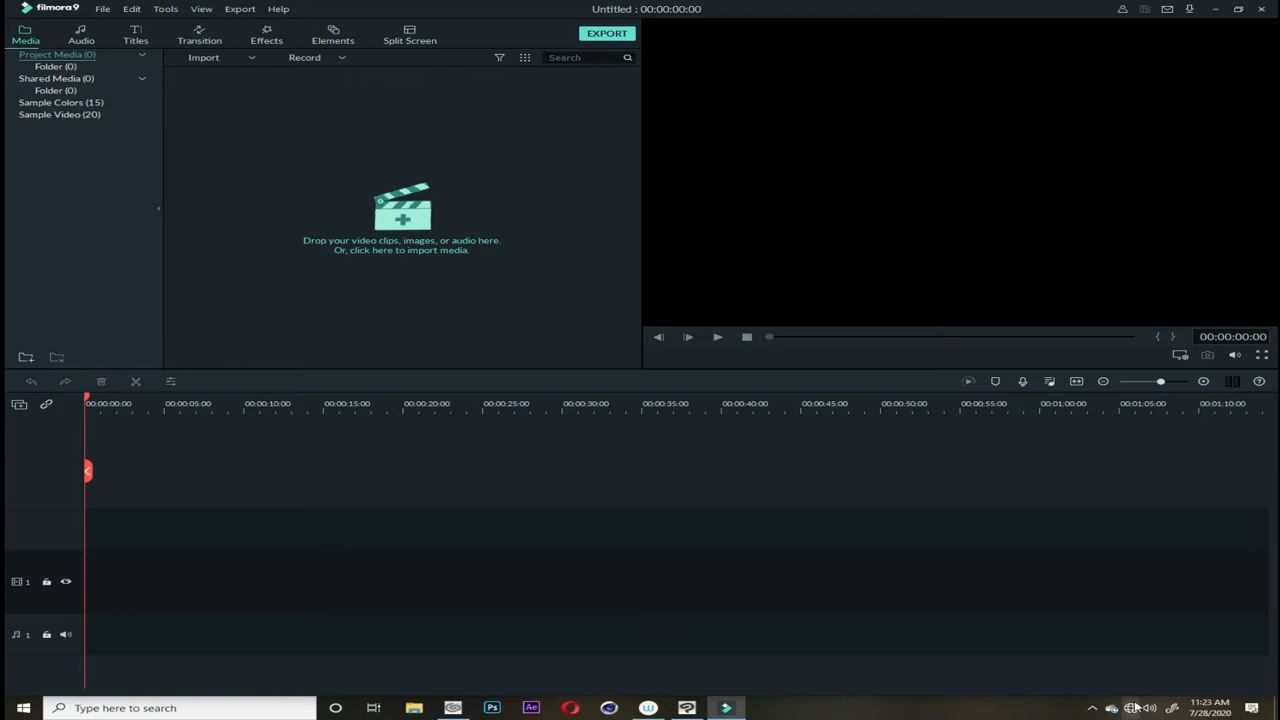 filmora9 File Edit Tools View Export Help Untitled : 00:00:00:00
Media Audio Titles Transition Effects Elements Split Screen EXPORT
Project Media (0)
Folder (0)
Shared Media (0)
Folder (0)
Sample Colors (15)
Sample Video (20)
Import Record Search
Drop your video clips, images, or audio here.
Or, click here to import media.
{ } 00:00:00:00
00:00:00:00 00:00:05:00 00:00:10:00 00:00:15:00 00:00:20:00 00:00:25:00 00:00:30:00 00:00:35:00 00:00:40:00 00:00:45:00 00:00:50:00 00:00:55:00 00:01:00:00 00:01:05:00 00:01:10:00
1
1
Type here to search Ps Ae 11:23 AM
7/28/2020